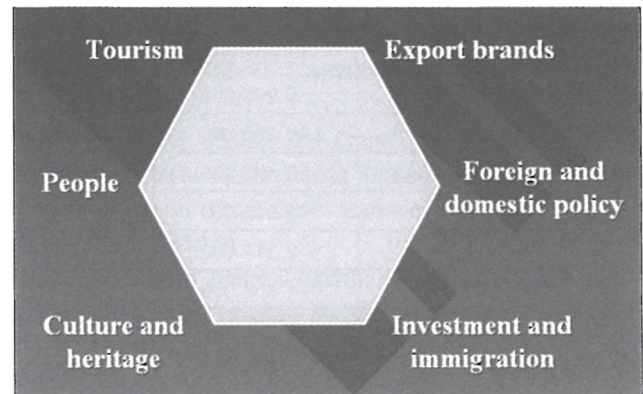 Tourism
Export brands
People
Foreign and
domestic policy
Culture and
heritage
Investment and
immigration